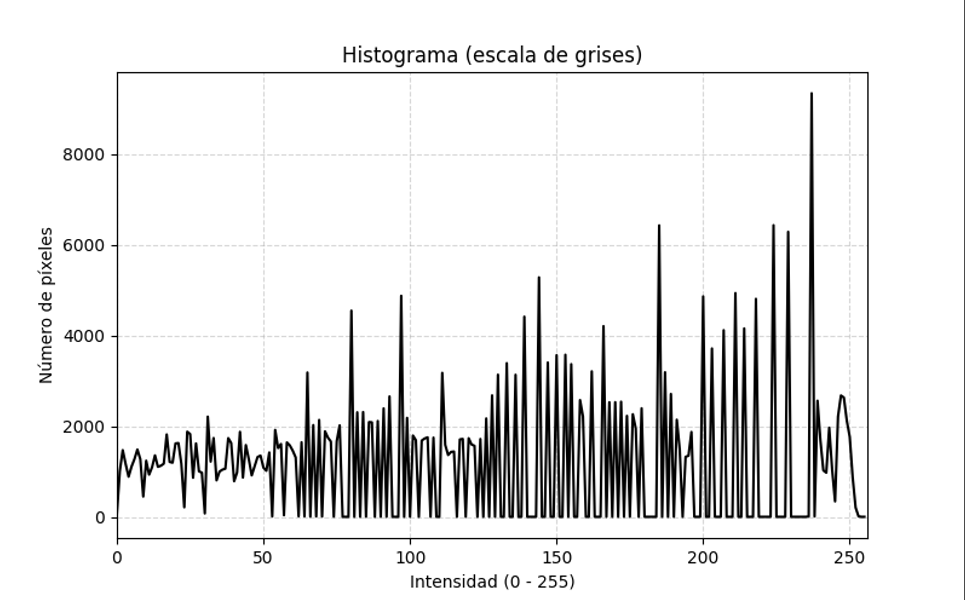 Histograma (escala de grises)
Número de píxeles
8000
6000
4000
2000
0
0 50 100 150 200 250
Intensidad (0 - 255)